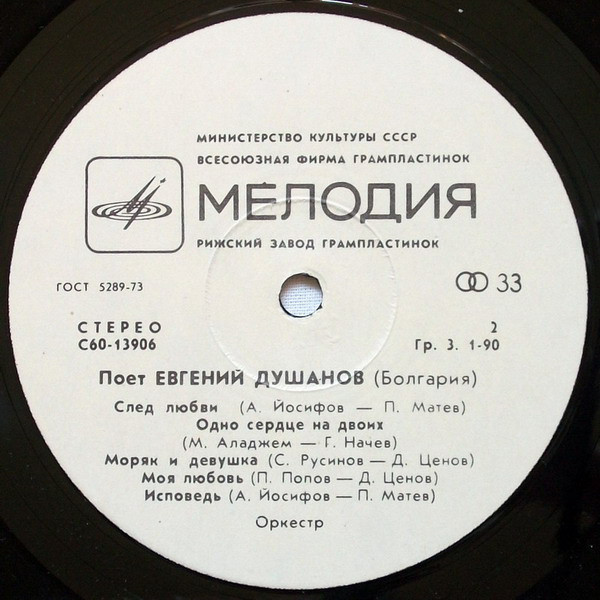 МИНИСТЕРСТВО КУЛЬТУРЫ СССР
ВСЕСОЮЗНАЯ ФИРМА ГРАМПЛАСТИНОК
МЕЛОДИЯ
РИЖСКИЙ ЗАВОД ГРАМПЛАСТИНОК
ГОСТ 5289-73
33
СТЕРЕО
2
С60-13906
Гр. 3. 1-90
Поет ЕВГЕНИЙ ДУШАНОВ (Болгария)
След любви (А. Йосифов — П. Матев)
Одно сердце на двоих
(М. Аладжем — Г. Начев)
Моряк и девушка (С. Русинов — Д. Ценов)
Моя любовь (П. Попов — Д. Ценов)
Исповедь (А. Йосифов — П. Матев)
Оркестр